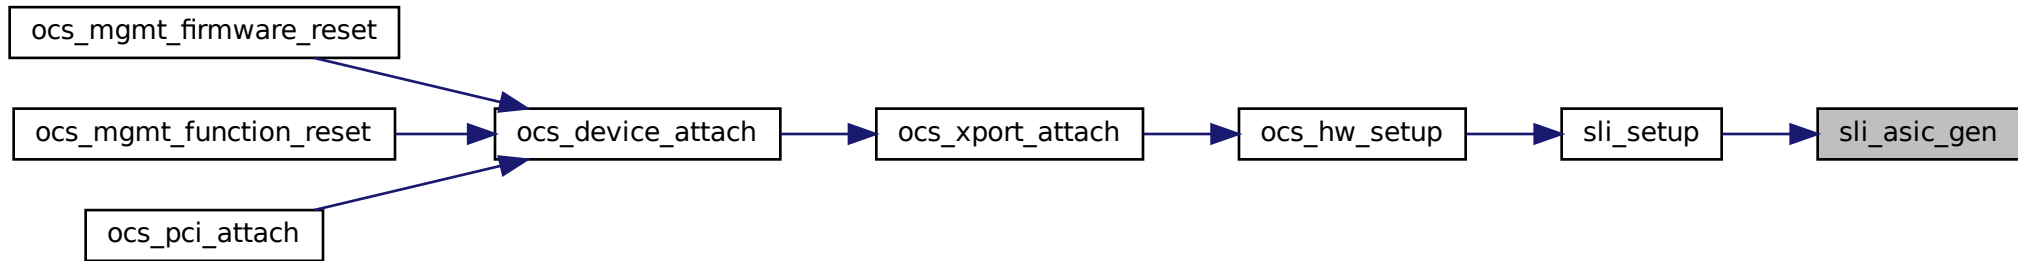 ocs_mgmt_firmware_reset
ocs_mgmt_function_reset
ocs_pci_attach
ocs_device_attach
ocs_xport_attach
ocs_hw_setup
sli_setup
sli_asic_gen